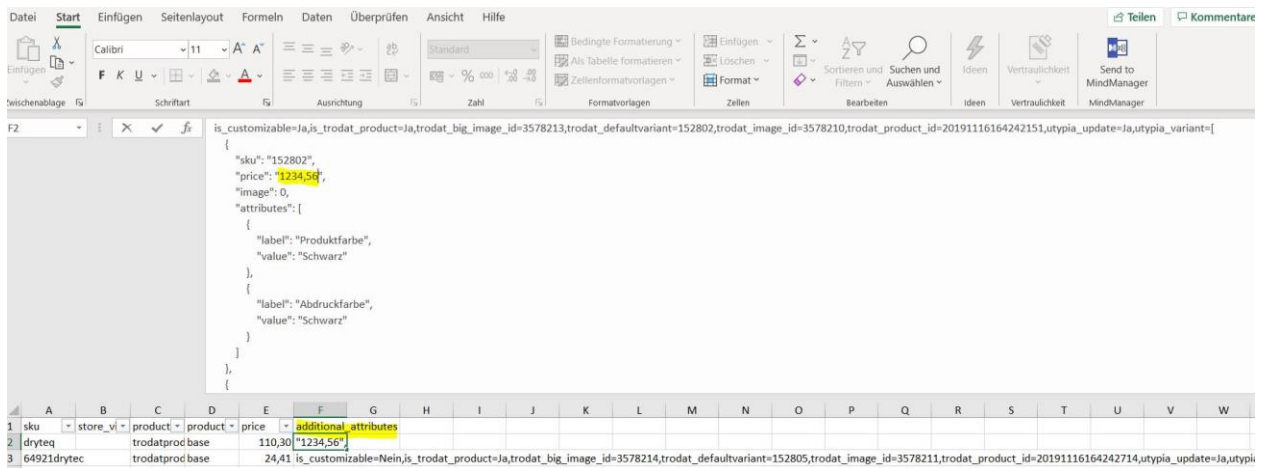 Datei Start Einfügen Seitenlayout Formeln Daten Überprüfen Ansicht Hilfe Teilen Kommentare
Calibri 11 A A Standard Bedingte Formatierung Einfügen Σ
Einfügen Als Tabelle formatieren Löschen Sortieren und Filtern Suchen und Auswählen Ideen Vertraulichkeit Send to MindManager
F K U A % 000 Zellenformatvorlagen Format
Zwischenablage Schriftart Ausrichtung Zahl Formatvorlagen Zellen Bearbeiten Ideen Vertraulichkeit MindManager
F2 fx is_customizable=Ja,is_trodat_product=Ja,trodat_big_image_id=3578213,trodat_defaultvariant=152802,trodat_image_id=3578210,trodat_product_id=20191116164242151,utypia_update=Ja,utypia_variant=[
{
"sku": "152802",
"price": "1234,56",
"image": 0,
"attributes": [
{
"label": "Produktfarbe",
"value": "Schwarz"
},
{
"label": "Abdruckfarbe",
"value": "Schwarz"
}
]
},
{
A B C D E F G H I J K L M N O P Q R S T U V W
1 sku store_vi product product price additional_attributes
2 dryteq trodatprod base 110,30 "1234,56",
3 64921drytec trodatprod base 24,41 is_customizable=Nein,is_trodat_product=Ja,trodat_big_image_id=3578214,trodat_defaultvariant=152805,trodat_image_id=3578211,trodat_product_id=20191116164242714,utypia_update=Ja,utypia